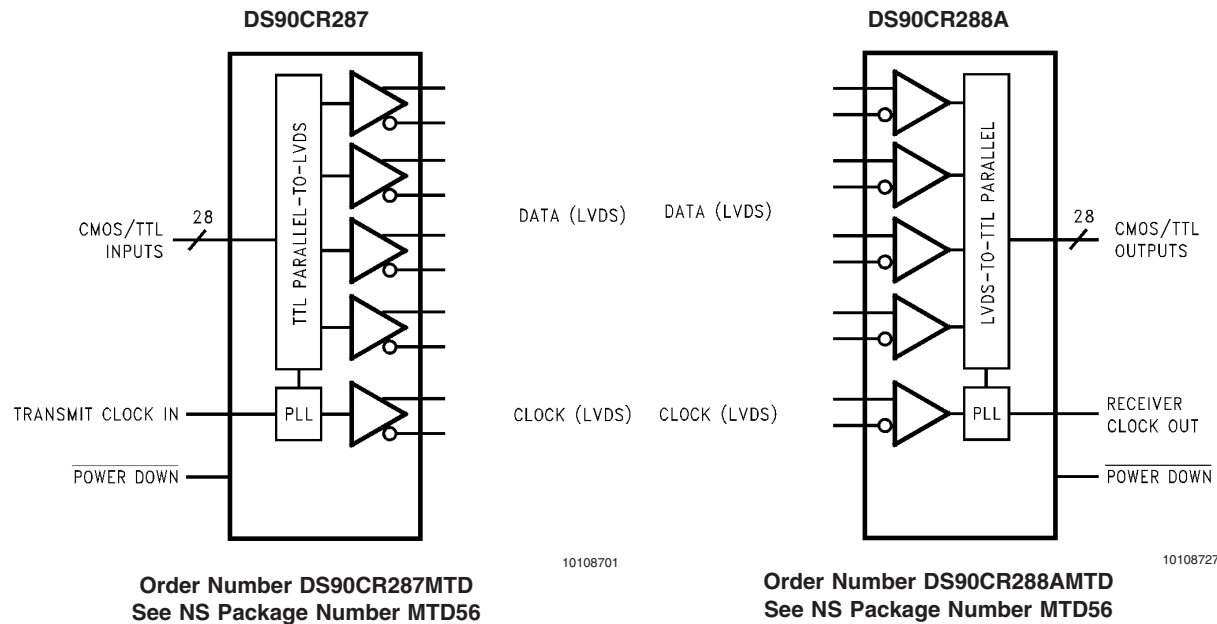 DS90CR287
TTL PARALLEL-TO-LVDS
28
CMOS/TTL
INPUTS
DATA (LVDS)
TRANSMIT CLOCK IN
PLL
CLOCK (LVDS)
POWER DOWN
10108701
Order Number DS90CR287MTD
See NS Package Number MTD56
DS90CR288A
LVDS-TO-TTL PARALLEL
DATA (LVDS)
28
CMOS/TTL
OUTPUTS
CLOCK (LVDS)
PLL
RECEIVER
CLOCK OUT
POWER DOWN
10108727
Order Number DS90CR288AMTD
See NS Package Number MTD56